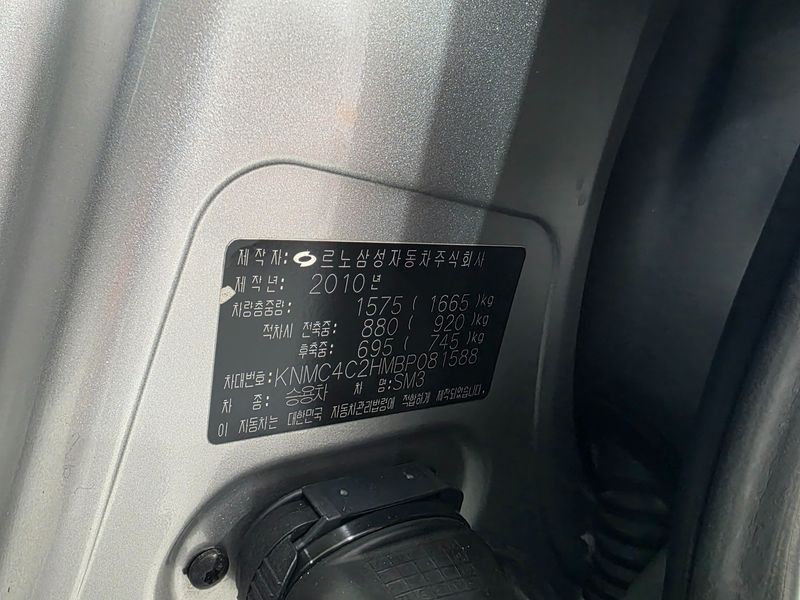 제 작 자: 르노삼성자동차주식회사
제 작 년: 2010년
차량총중량: 1575 ( 1665 )kg
적차시 전축중: 880 ( 920 )kg
후축중: 695 ( 745 )kg
차대번호: KNMC4C2HMBP081588
차 종: 승용차 차 명: SM3
이 자동차는 대한민국 자동차관리법령에 적합하게 제작되었습니다.